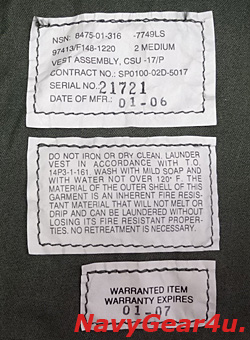 NSN: 8475-01-316 -7749LS
97413/F148-1220 2 MEDIUM
VEST ASSEMBLY, CSU -17/P
CONTRACT NO.: SP0100-02D-5017
SERIAL NO. 21721
DATE OF MFR.: 01-06
DO NOT IRON OR DRY CLEAN. LAUNDER
VEST IN ACCORDANCE WITH T.O.
14P3-1-161. WASH WITH MILD SOAP AND
WITH WATER NOT OVER 120° F. THE
MATERIAL OF THE OUTER SHELL OF THIS
GARMENT IS AN INHERENT FIRE RESIS-
TANT MATERIAL THAT WILL NOT MELT OR
DRIP AND CAN BE LAUNDERED WITHOUT
LOSING ITS FIRE RESISTANT PROPER-
TIES. NO RETREATMENT IS NECESSARY.
WARRANTED ITEM
WARRANTY EXPIRES
01-07
NavyGear4u.